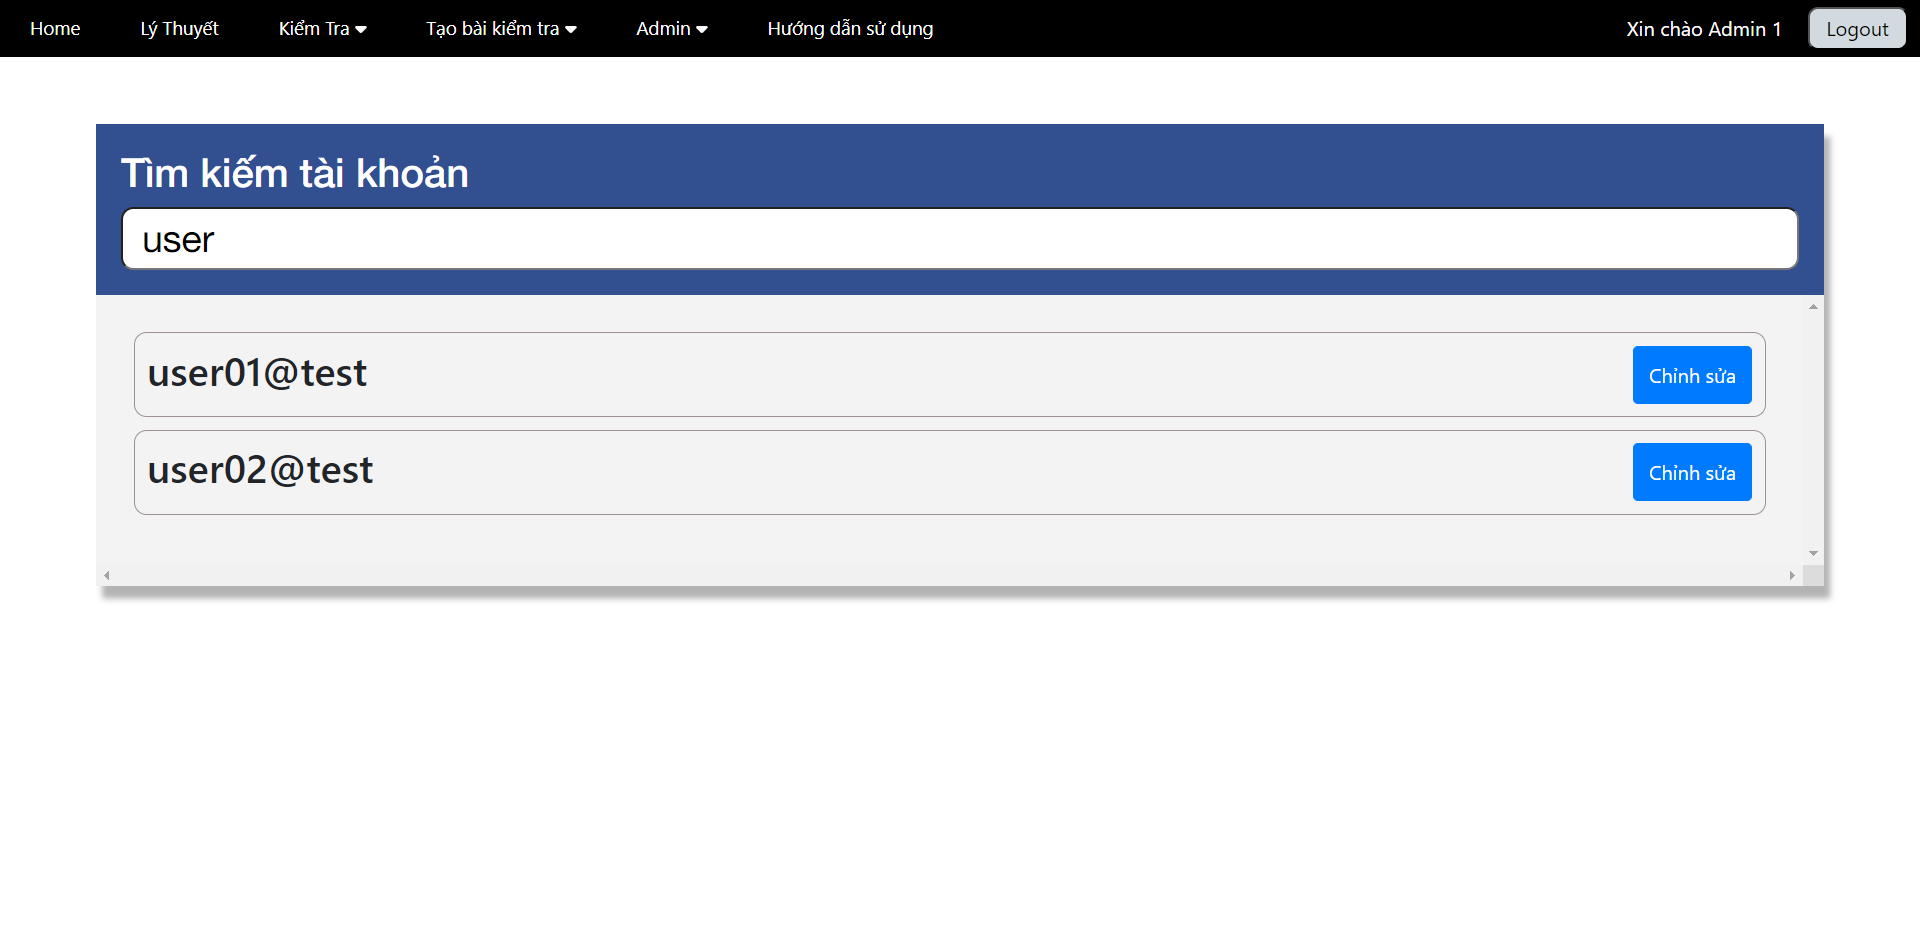 Home Lý Thuyết Kiểm Tra Tạo bài kiểm tra Admin Hướng dẫn sử dụng Xin chào Admin 1 Logout
Tìm kiếm tài khoản
user
user01@test Chỉnh sửa
user02@test Chỉnh sửa